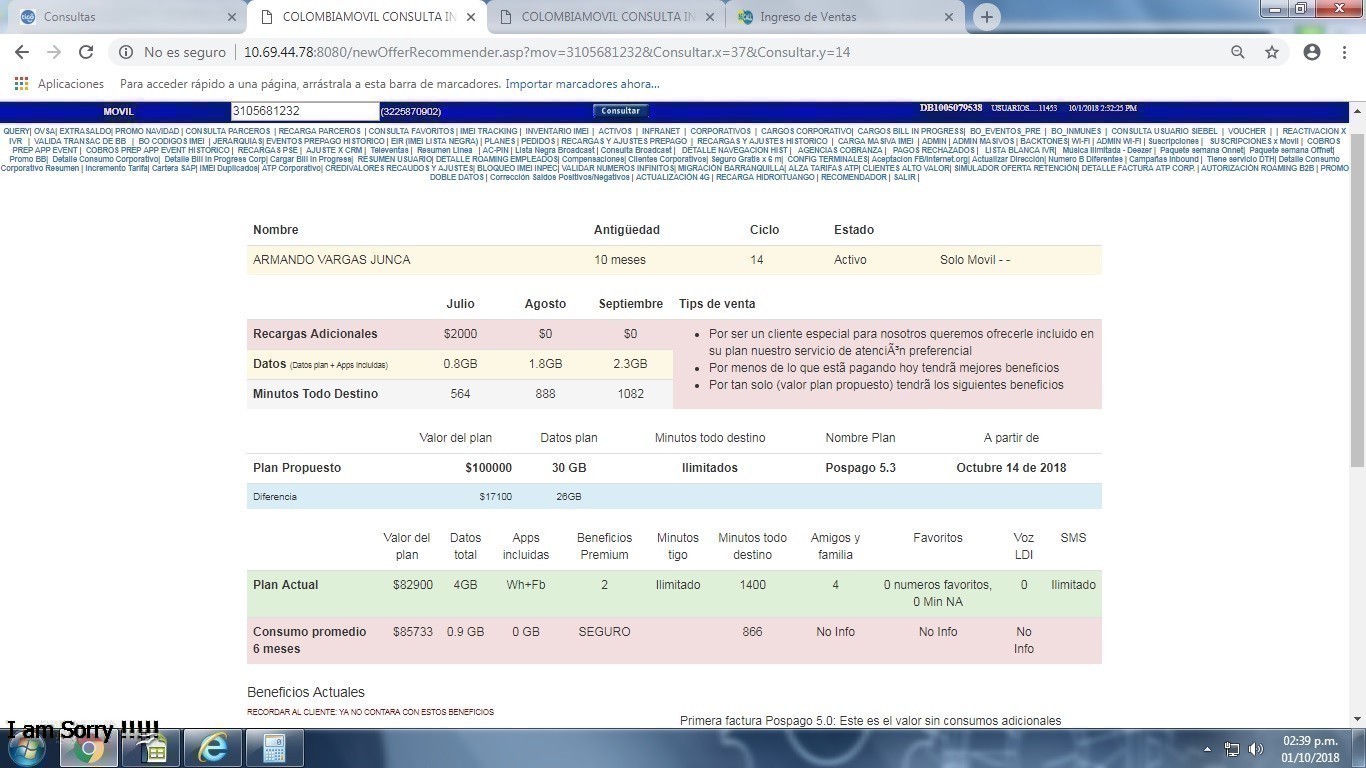 Consultas
COLOMBIAMOVIL CONSULTA IN
COLOMBIAMOVIL CONSULTA IN
Ingreso de Ventas
No es seguro | 10.69.44.78:8080/newOfferRecommender.asp?mov=3105681232&Consultar.x=37&Consultar.y=14
Aplicaciones Para acceder rápido a una página, arrástrala a esta barra de marcadores. Importar marcadores ahora...
MOVIL 3105681232 (3225870902) Consultar DB1005079538 USUARIOS.....11453 10/1/2018 2:32:25 PM
QUERY| OVSA| EXTRASALDO| PROMO NAVIDAD | CONSULTA PARCEROS | RECARGA PARCEROS | CONSULTA FAVORITOS | IMEI TRACKING | INVENTARIO IMEI | ACTIVOS | INFRANET | CORPORATIVOS | CARGOS CORPORATIVO| CARGOS BILL IN PROGRESS| BO_EVENTOS_PRE | BO_INMUNES | CONSULTA USUARIO SIEBEL | VOUCHER | | REACTIVACION X
IVR | VALIDA TRANSAC DE BB | BO CODIGOS IMEI | JERARQUIAS| EVENTOS PREPAGO HISTORICO | EIR (IMEI LISTA NEGRA) | PLANES | PEDIDOS | RECARGAS Y AJUSTES PREPAGO | RECARGAS Y AJUSTES HISTORICO | CARGA MASIVA IMEI | ADMIN | ADMIN MASIVOS | BACKTONES| WI-FI | ADMIN WI-FI | Suscripciones | SUSCRIPCIONES x Movil | COBROS
PREP APP EVENT | COBROS PREP APP EVENT HISTORICO | RECARGAS PSE | AJUSTE X CRM | Televentas | Resumen Linea | AC-PIN | Lista Negra Broadcast | Consulta Broadcast | DETALLE NAVEGACION HIST | AGENCIAS COBRANZA | PAGOS RECHAZADOS | LISTA BLANCA IVR| Música Ilimitada - Deezer | Paquete semana Onnet| Paquete semana Offnet|
Promo BB| Detalle Consumo Corporativo| Detalle Bill In Progress Corp| Cargar Bill In Progress| RESUMEN USUARIO| DETALLE ROAMING EMPLEADOS| Compensaciones| Clientes Corporativos| Seguro Gratis x 6 m| CONFIG TERMINALES| Aceptacion FB/Internet.org| Actualizar Dirección| Numero B Diferentes | Campañas Inbound | Tiene servicio DTH| Detalle Consumo
Corporativo Resumen | Incremento Tarifa| Cartera SAP| IMEI Duplicados| ATP Corporativo| CREDIVALORES RECAUDOS Y AJUSTES| BLOQUEO IMEI INPEC| VALIDAR NUMEROS INFINITOS| MIGRACIÓN BARRANQUILLA| ALZA TARIFAS ATP| CLIENTES ALTO VALOR| SIMULADOR OFERTA RETENCIÓN| DETALLE FACTURA ATP CORP. | AUTORIZACIÓN ROAMING B2B | PROMO
DOBLE DATOS | Corrección Saldos Positivos/Negativos | ACTUALIZACIÓN 4G | RECARGA HIDROITUANGO | RECOMENDADOR | SALIR |
Nombre Antigüedad Ciclo Estado
ARMANDO VARGAS JUNCA 10 meses 14 Activo Solo Movil - -
Julio Agosto Septiembre Tips de venta
Recargas Adicionales $2000 $0 $0
• Por ser un cliente especial para nosotros queremos ofrecerle incluido en
su plan nuestro servicio de atenciÃ³n preferencial
Datos (Datos plan + Apps Incluidas) 0.8GB 1.8GB 2.3GB
• Por menos de lo que estã pagando hoy tendrã mejores beneficios
• Por tan solo (valor plan propuesto) tendrã los siguientes beneficios
Minutos Todo Destino 564 888 1082
Valor del plan Datos plan Minutos todo destino Nombre Plan A partir de
Plan Propuesto $100000 30 GB Ilimitados Pospago 5.3 Octubre 14 de 2018
Diferencia $17100 26GB
Valor del Datos Apps Beneficios Minutos Minutos todo Amigos y Favoritos Voz SMS
plan total incluidas Premium tigo destino familia LDI
Plan Actual $82900 4GB Wh+Fb 2 Ilimitado 1400 4 0 numeros favoritos, 0 Ilimitado
0 Min NA
Consumo promedio $85733 0.9 GB 0 GB SEGURO 866 No Info No Info No
6 meses Info
Beneficios Actuales
RECORDAR AL CLIENTE: YA NO CONTARA CON ESTOS BENEFICIOS
Primera factura Pospago 5.0: Este es el valor sin consumos adicionales
I am Sorry !!!!!
02:39 p.m.
01/10/2018